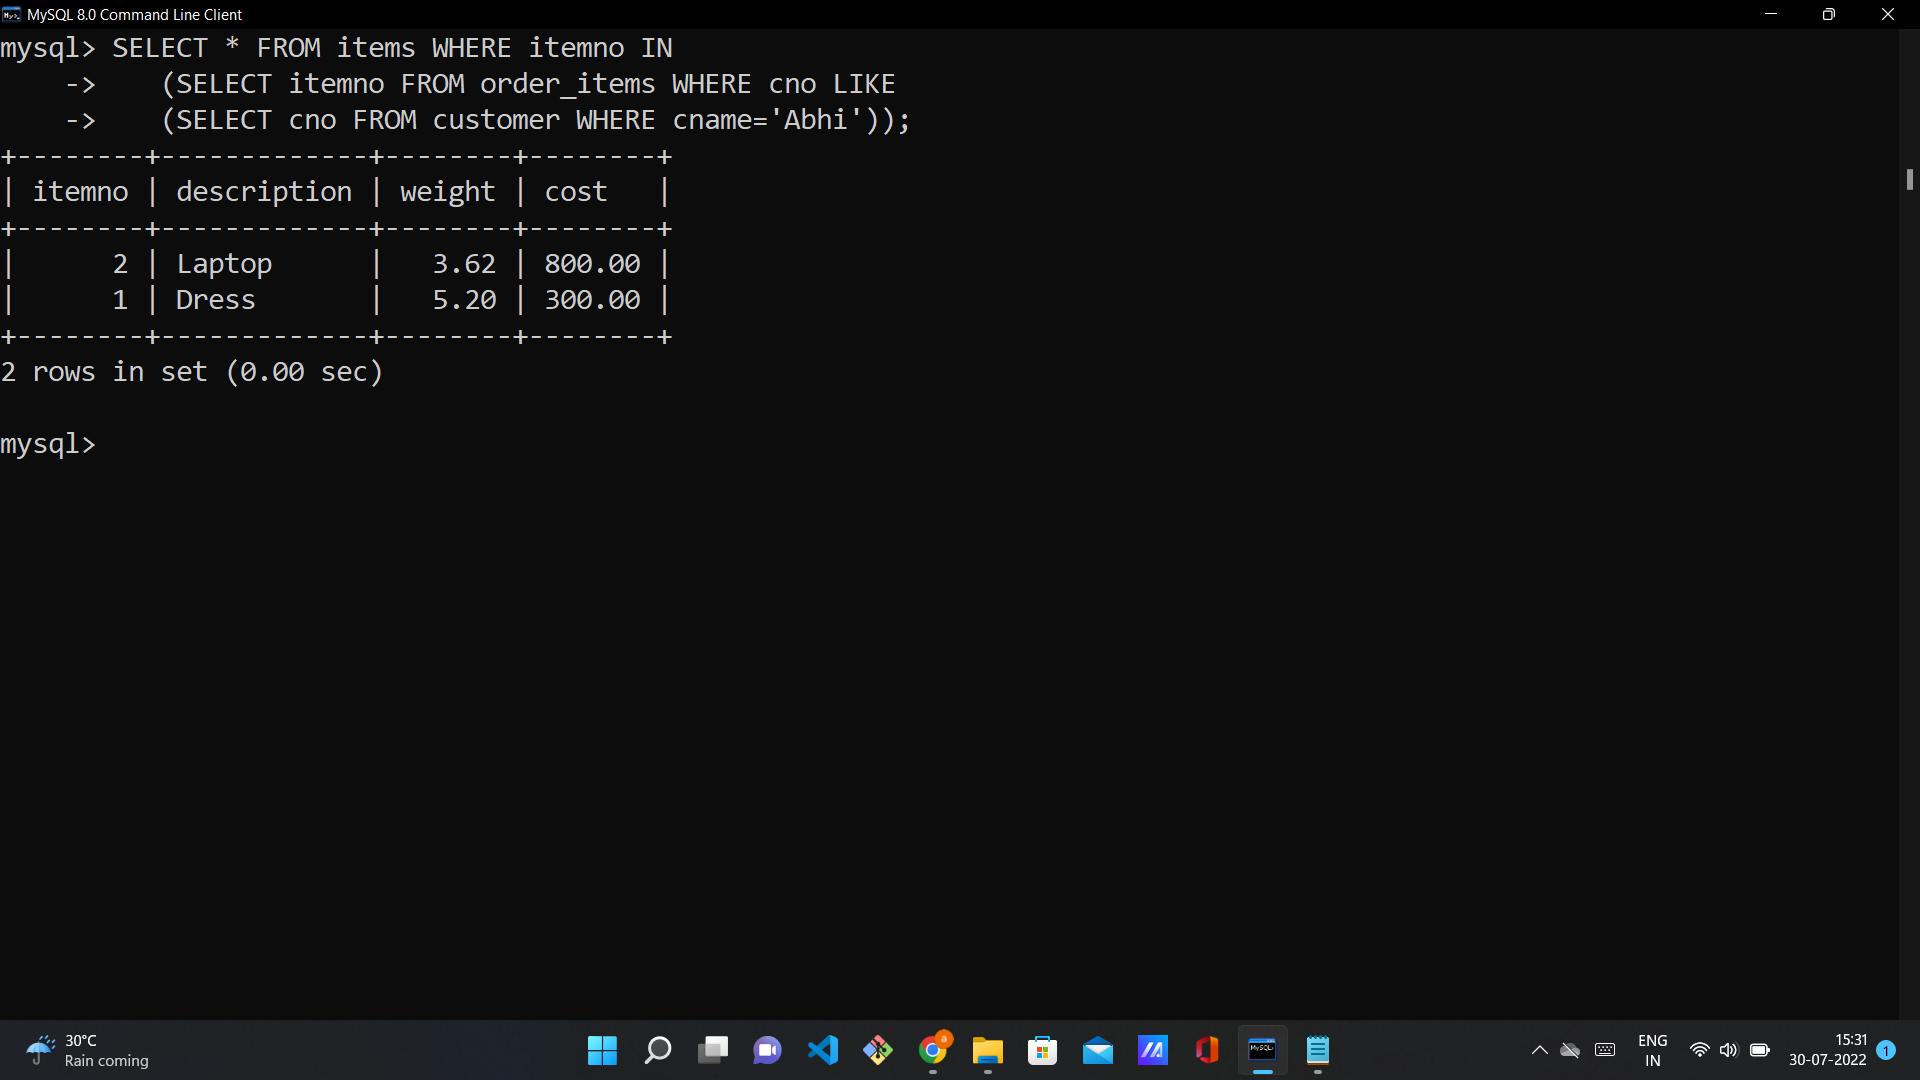 MySQL 8.0 Command Line Client
mysql> SELECT * FROM items WHERE itemno IN
    ->    (SELECT itemno FROM order_items WHERE cno LIKE
    ->    (SELECT cno FROM customer WHERE cname='Abhi'));
+--------+-------------+--------+--------+
| itemno | description | weight | cost   |
+--------+-------------+--------+--------+
|      2 | Laptop      |   3.62 | 800.00 |
|      1 | Dress       |   5.20 | 300.00 |
+--------+-------------+--------+--------+
2 rows in set (0.00 sec)
mysql>
30°C
Rain coming
a
MySQL
ENG
IN
15:31
30-07-2022
1